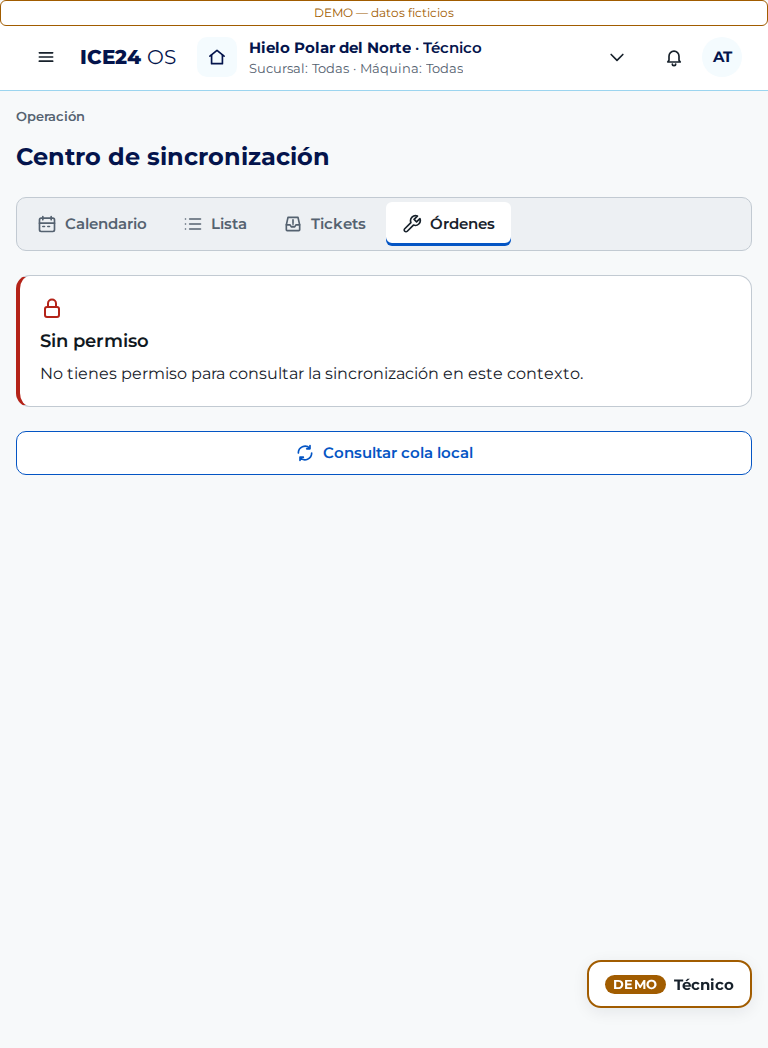 DEMO — datos ficticios
ICE24 OS
Hielo Polar del Norte · Técnico
Sucursal: Todas · Máquina: Todas
AT
Operación
Centro de sincronización
Calendario
Lista
Tickets
Órdenes
Sin permiso
No tienes permiso para consultar la sincronización en este contexto.
Consultar cola local
DEMO Técnico